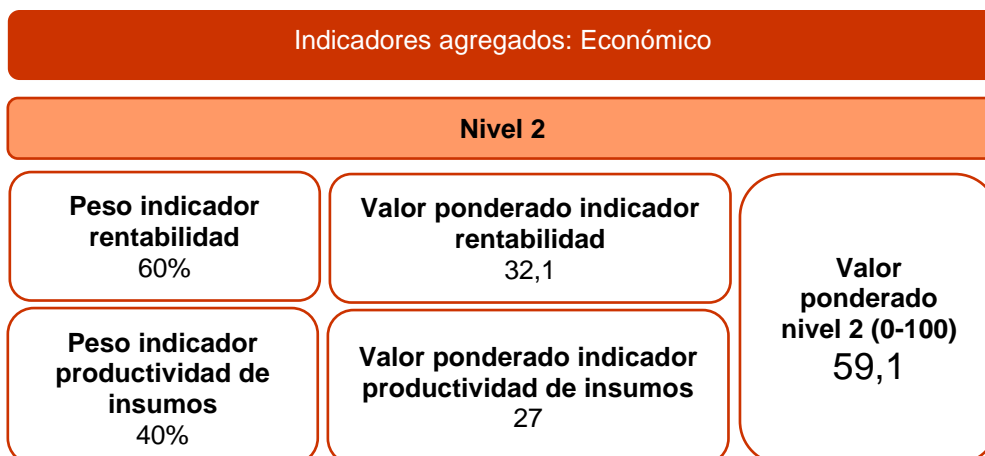 Indicadores agregados: Económico
Nivel 2
Peso indicador
rentabilidad
60%
Valor ponderado indicador
rentabilidad
32,1
Peso indicador
productividad de
insumos
40%
Valor ponderado indicador
productividad de insumos
27
Valor
ponderado
nivel 2 (0-100)
59,1